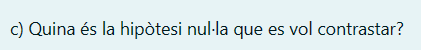 c) Quina és la hipòtesi nul·la que es vol contrastar?